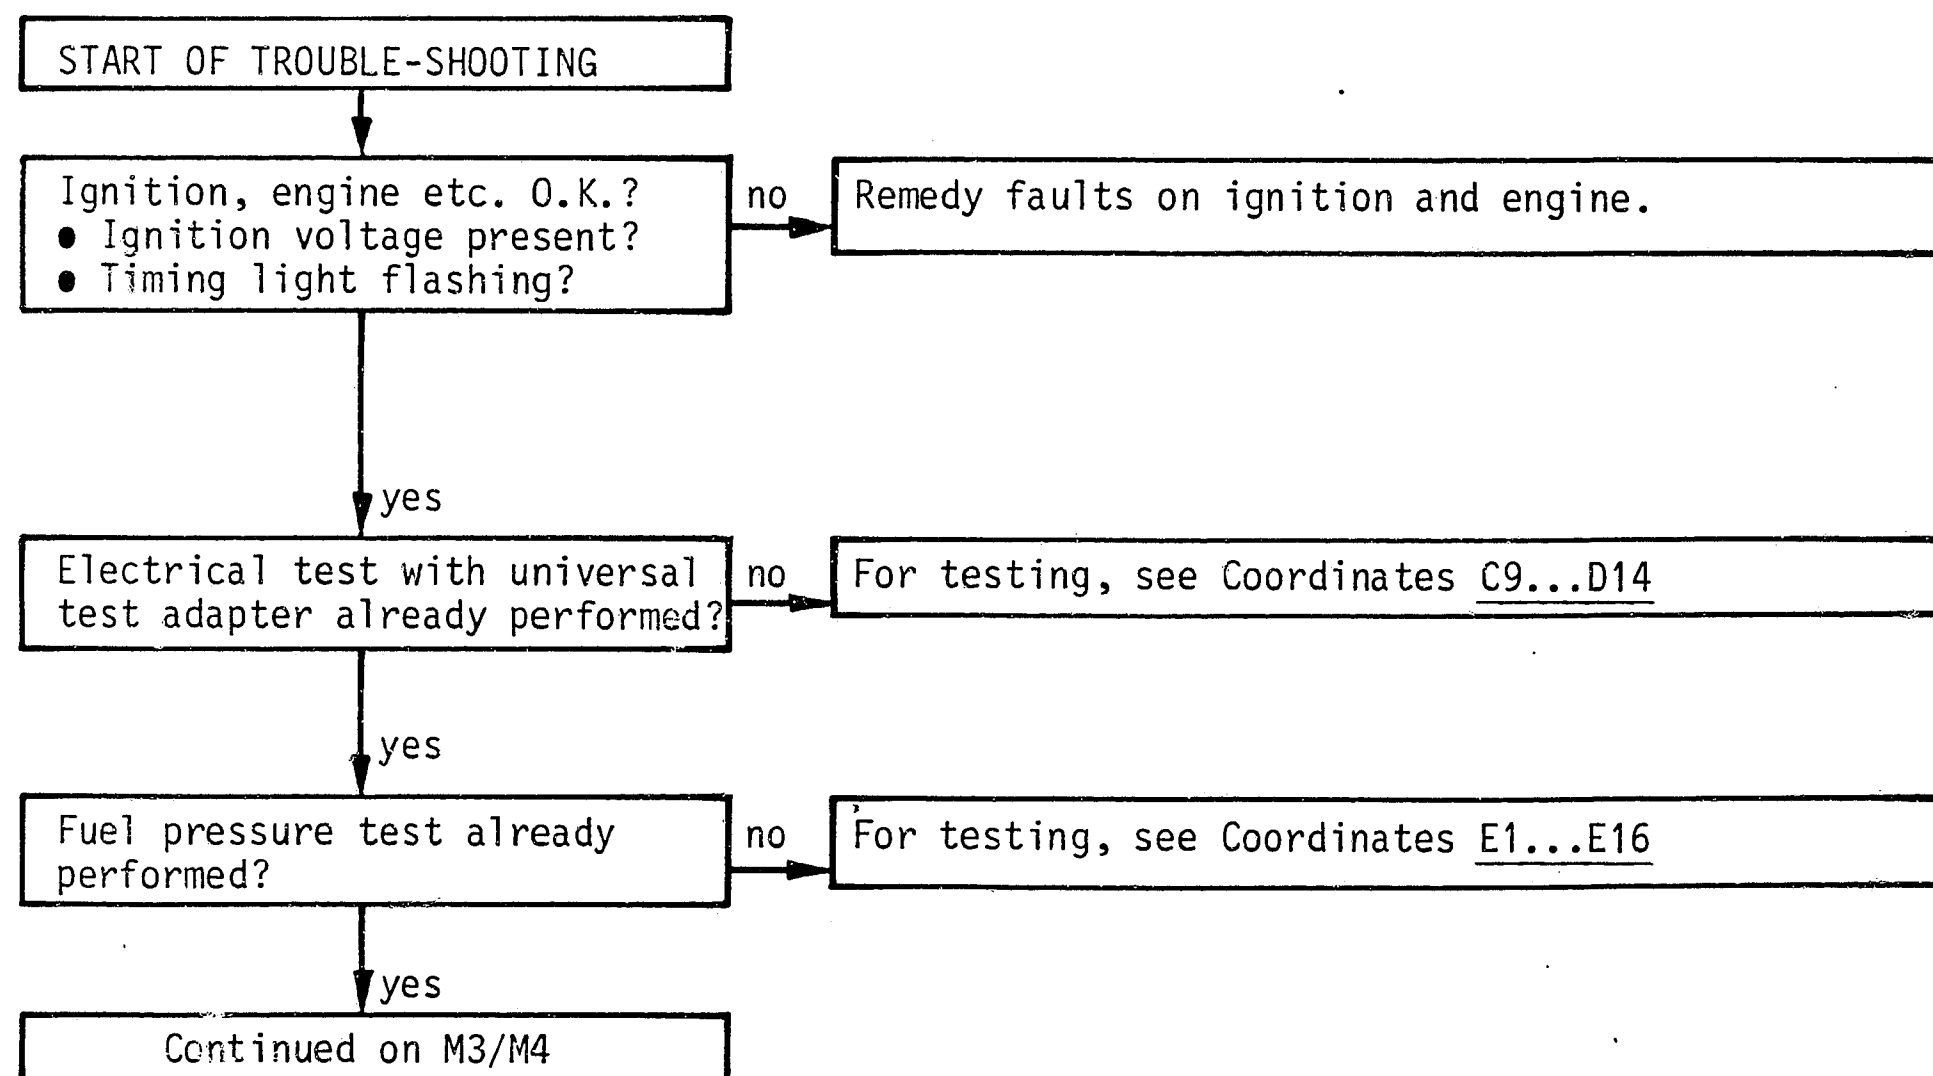 START OF TROUBLE-SHOOTING
Ignition, engine etc. O.K.?
● Ignition voltage present?
● Timing light flashing?
no
Remedy faults on ignition and engine.
yes
Electrical test with universal
test adapter already performed?
no
For testing, see Coordinates C9...D14
yes
Fuel pressure test already
performed?
no
For testing, see Coordinates E1...E16
yes
Continued on M3/M4